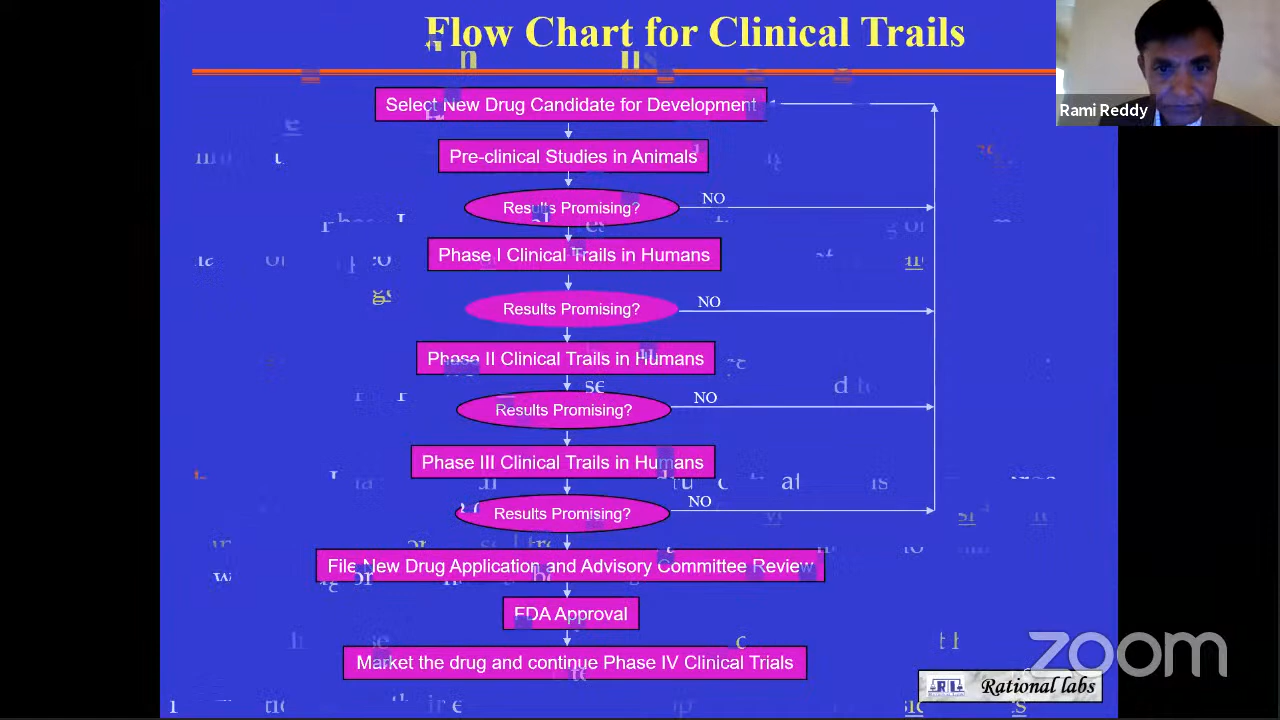 Flow Chart for Clinical Trails
Rami Reddy
Select New Drug Candidate for Development
Pre-clinical Studies in Animals
Results Promising?
NO
Phase I Clinical Trails in Humans
Results Promising?
NO
Phase II Clinical Trails in Humans
Results Promising?
NO
Phase III Clinical Trails in Humans
Results Promising?
NO
File New Drug Application and Advisory Committee Review
FDA Approval
Market the drug and continue Phase IV Clinical Trials
zoom
RL Rational labs